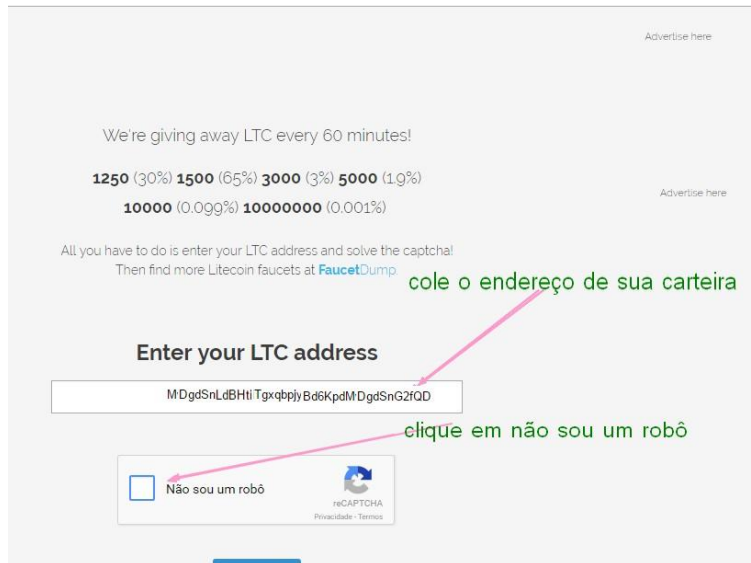 Advertise here
We're giving away LTC every 60 minutes!
1250 (30%) 1500 (65%) 3000 (3%) 5000 (1.9%)
10000 (0.099%) 10000000 (0.001%)
Advertise here
All you have to do is enter your LTC address and solve the captcha!
Then find more Litecoin faucets at FaucetDump
cole o endereço de sua carteira
Enter your LTC address
clique em não sou um robô
Não sou um robô
reCAPTCHA
Privacidade - Termos